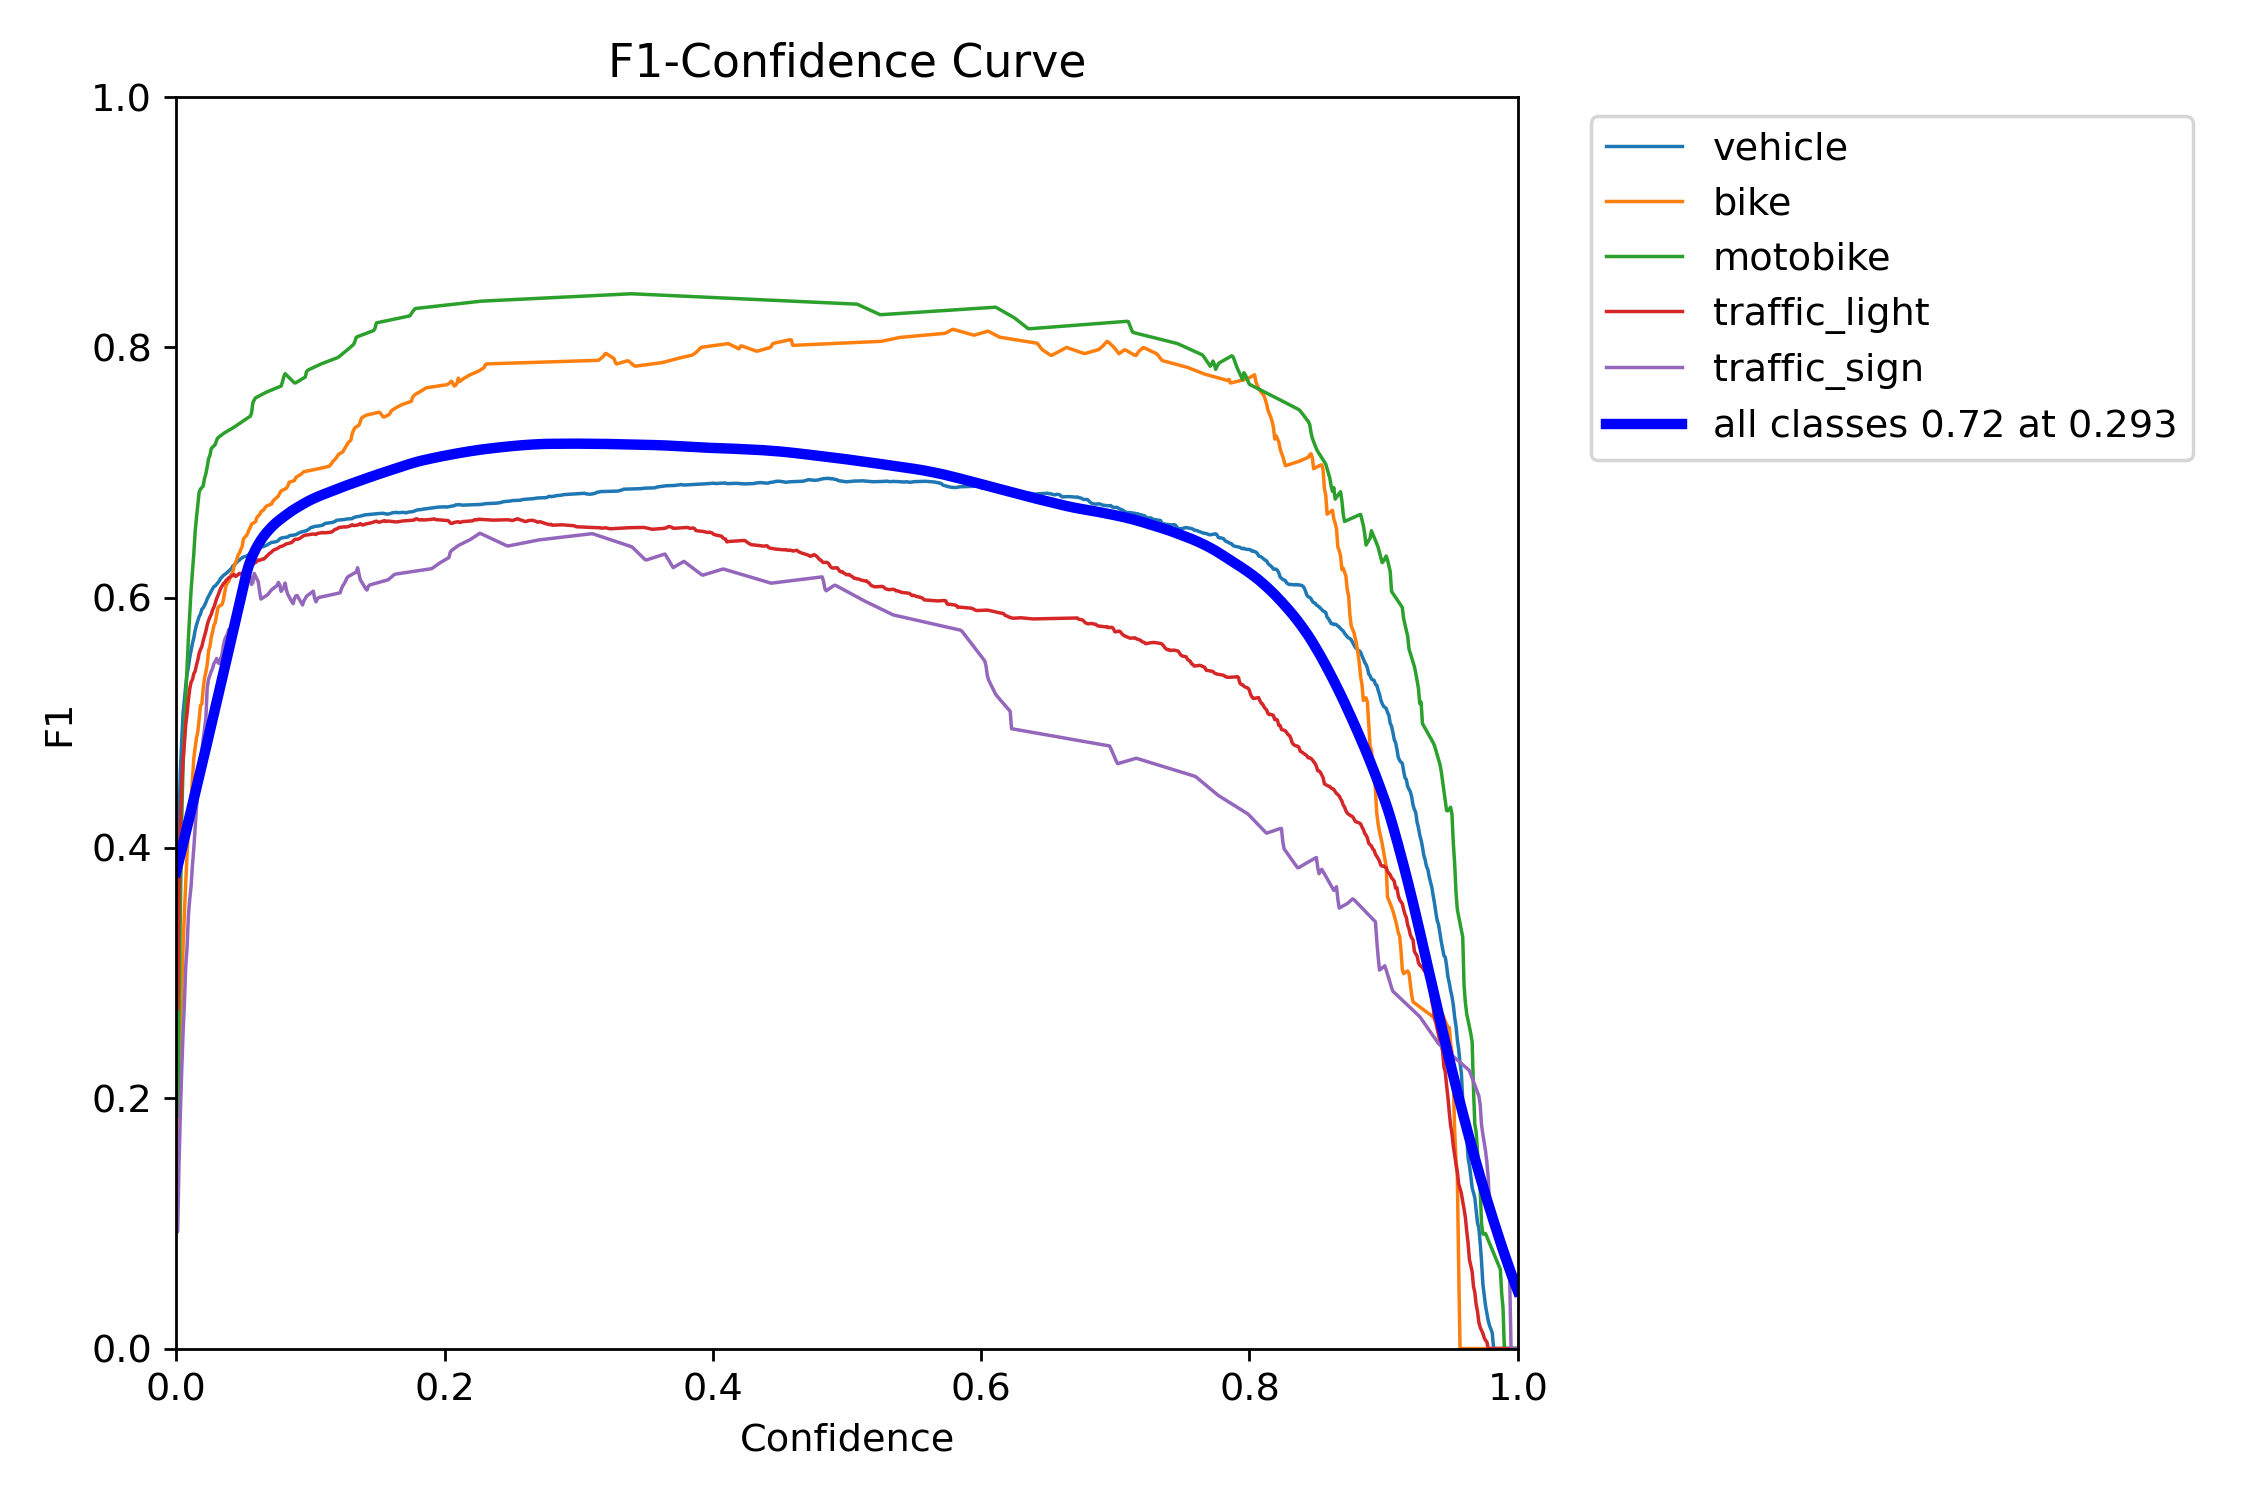 F1-Confidence Curve
1.0
0.8
0.6
0.4
0.2
0.0
F1
0.0 0.2 0.4 0.6 0.8 1.0
Confidence
vehicle
bike
motobike
traffic_light
traffic_sign
all classes 0.72 at 0.293